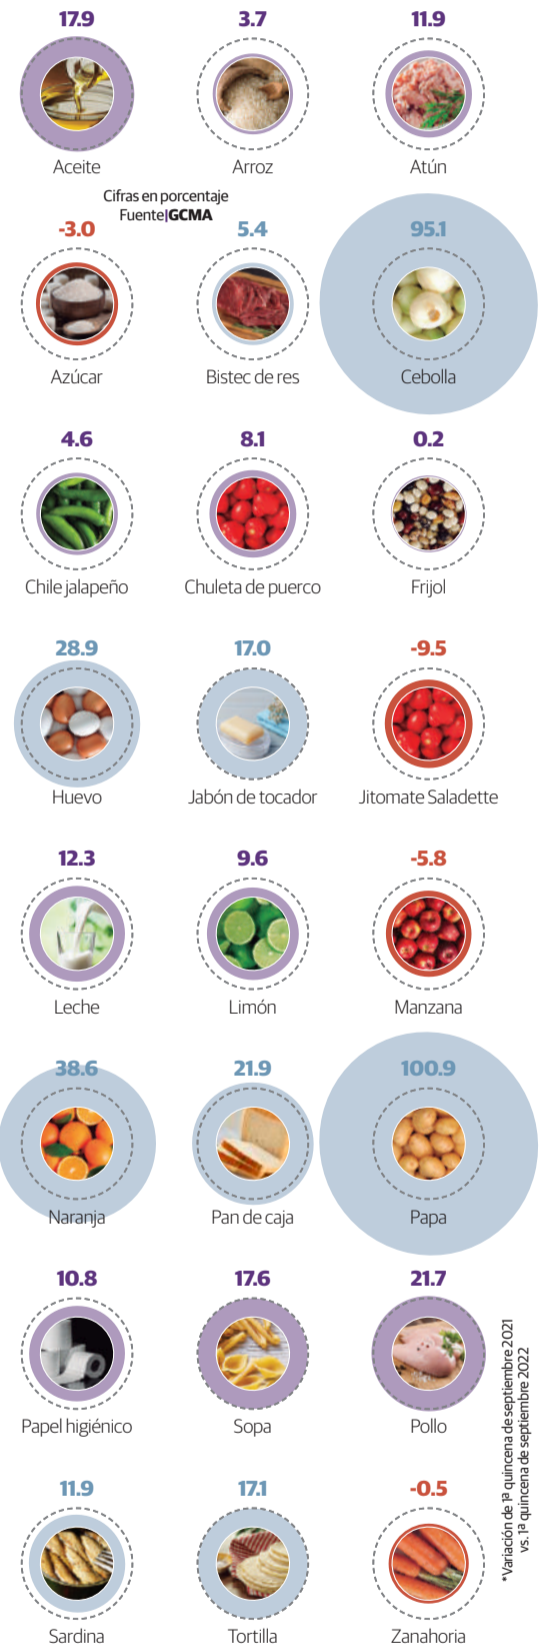 17.9 3.7 11.9
Aceite Arroz Atún
Cifras en porcentaje
Fuente|GCMA
-3.0 5.4 95.1
Azúcar Bistec de res Cebolla
4.6 8.1 0.2
Chile jalapeño Chuleta de puerco Frijol
28.9 17.0 -9.5
Huevo Jabón de tocador Jitomate Saladette
12.3 9.6 -5.8
Leche Limón Manzana
38.6 21.9 100.9
Naranja Pan de caja Papa
10.8 17.6 21.7
Papel higiénico Sopa Pollo
11.9 17.1 -0.5
Sardina Tortilla Zanahoria
*Variación de 1ª quincena de septiembre 2021
vs. 1ª quincena de septiembre 2022